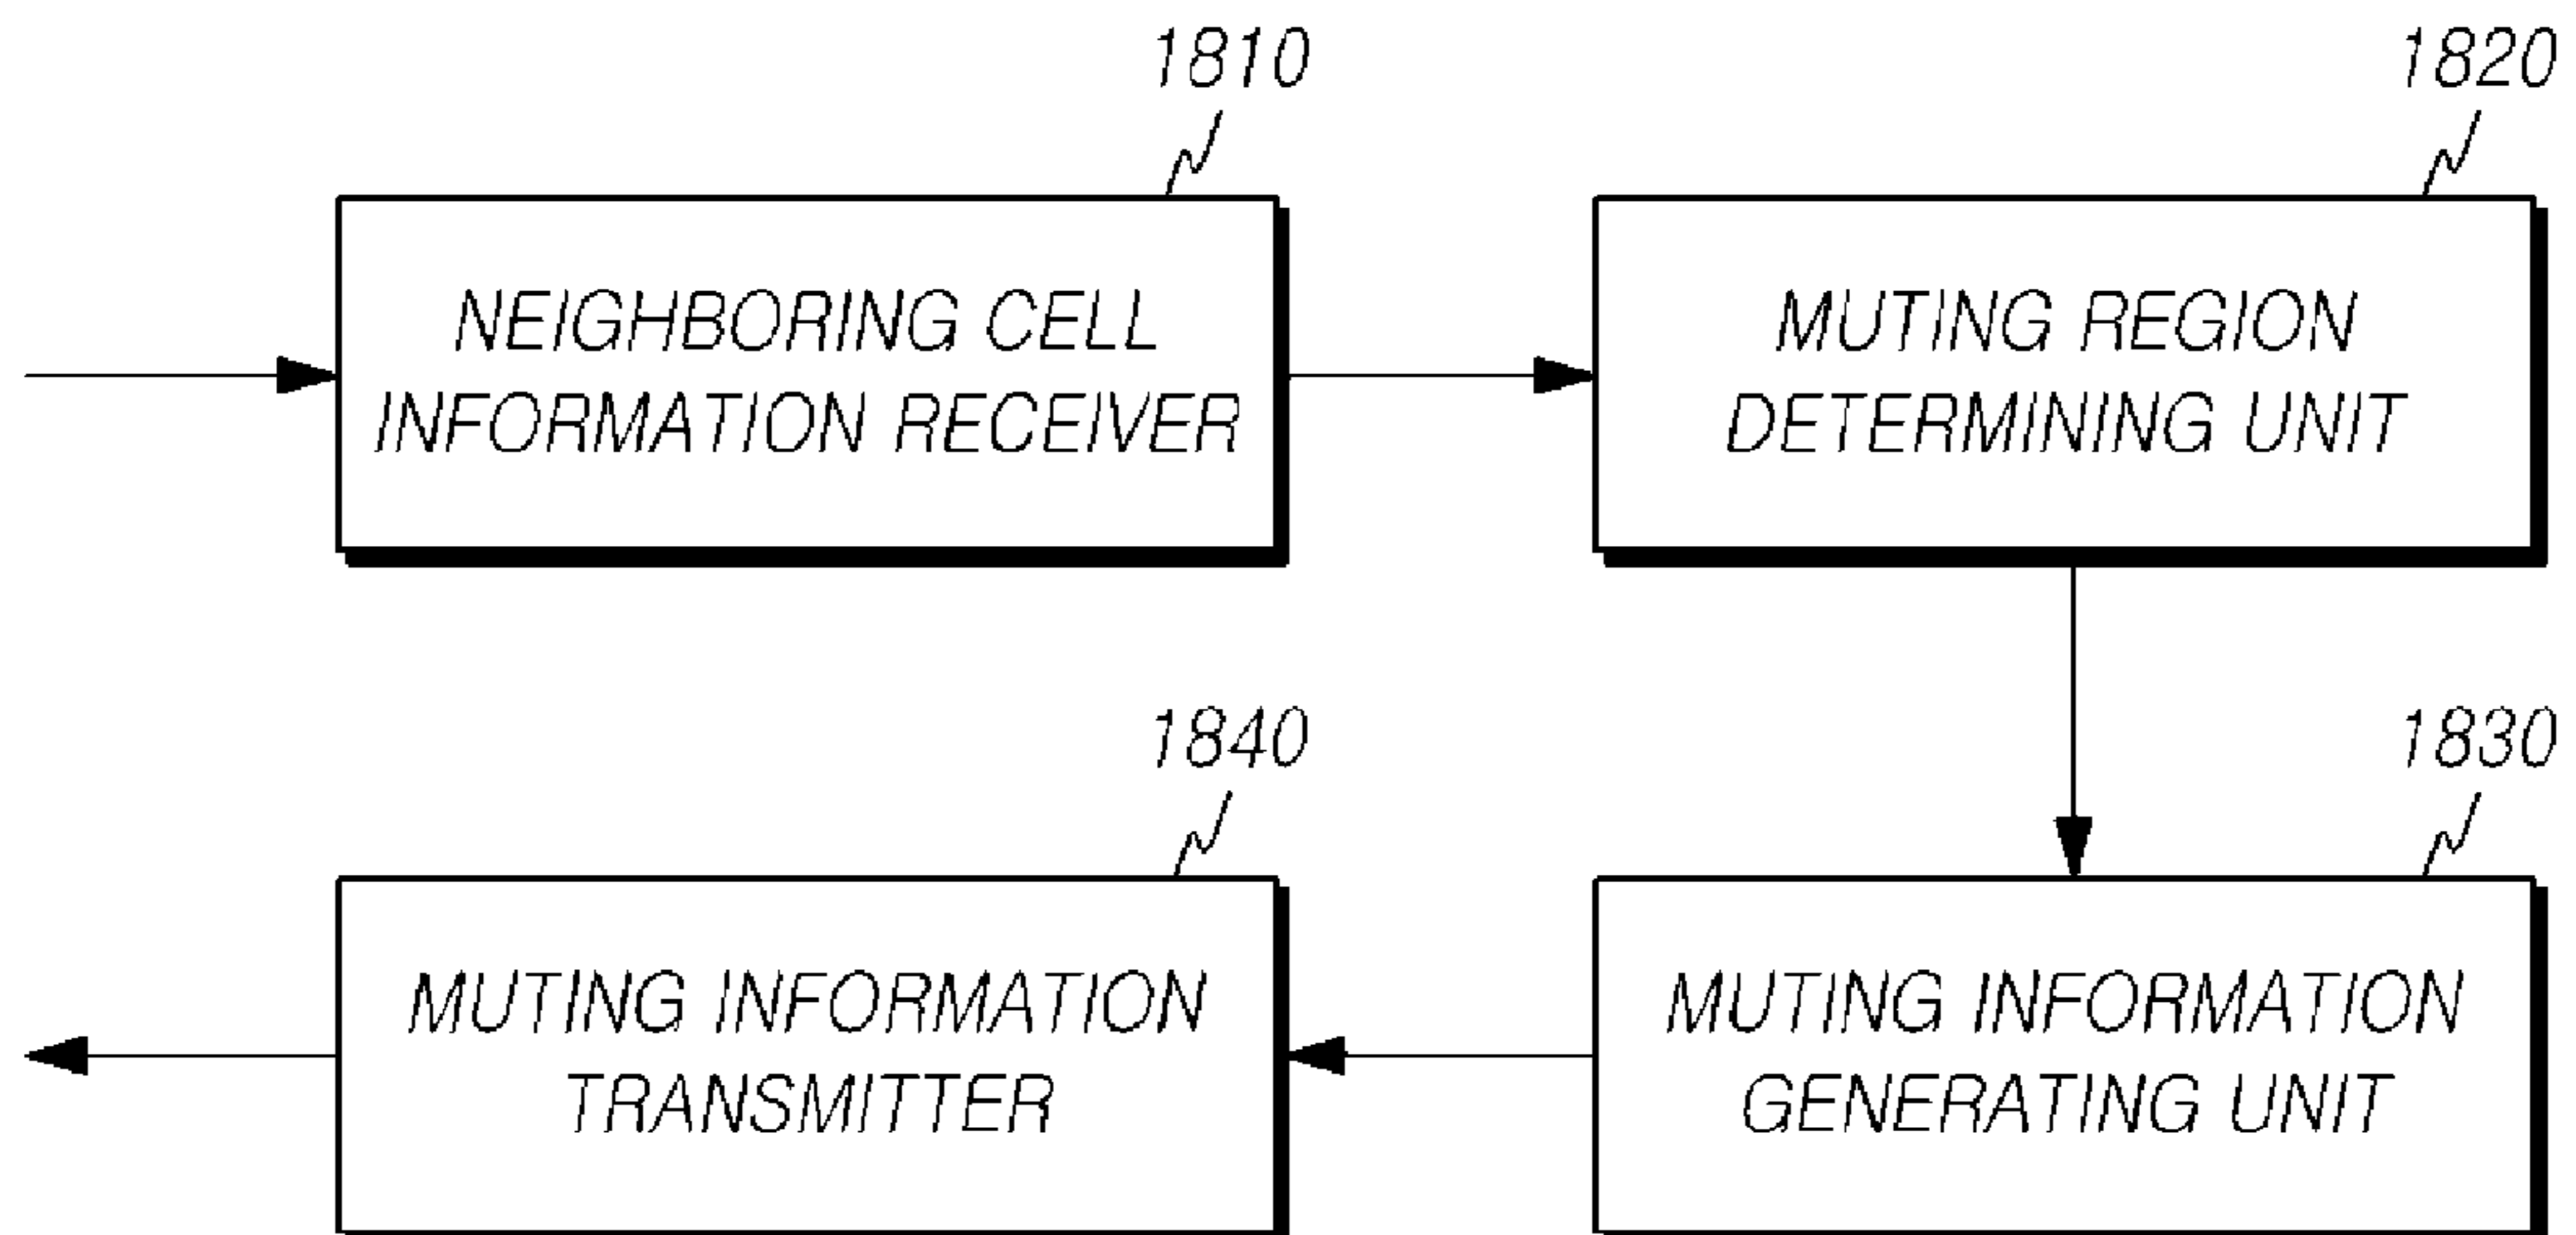 1810
NEIGHBORING CELL
INFORMATION RECEIVER
1820
MUTING REGION
DETERMINING UNIT
1840
MUTING INFORMATION
TRANSMITTER
1830
MUTING INFORMATION
GENERATING UNIT